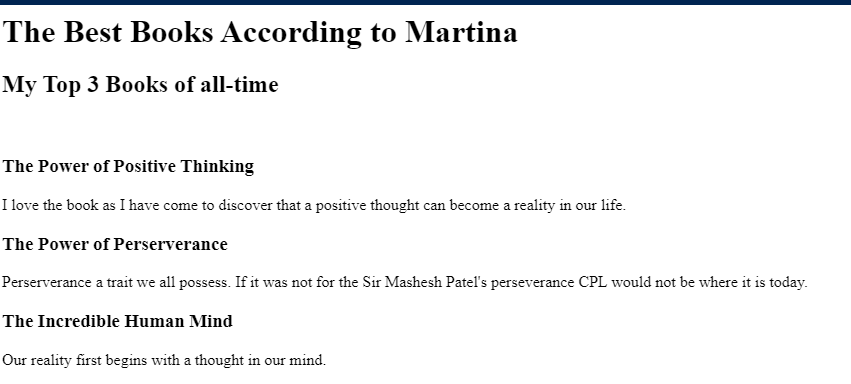 The Best Books According to Martina
My Top 3 Books of all-time
The Power of Positive Thinking
I love the book as I have come to discover that a positive thought can become a reality in our life.
The Power of Perserverance
Perserverance a trait we all possess. If it was not for the Sir Mashesh Patel's perseverance CPL would not be where it is today.
The Incredible Human Mind
Our reality first begins with a thought in our mind.